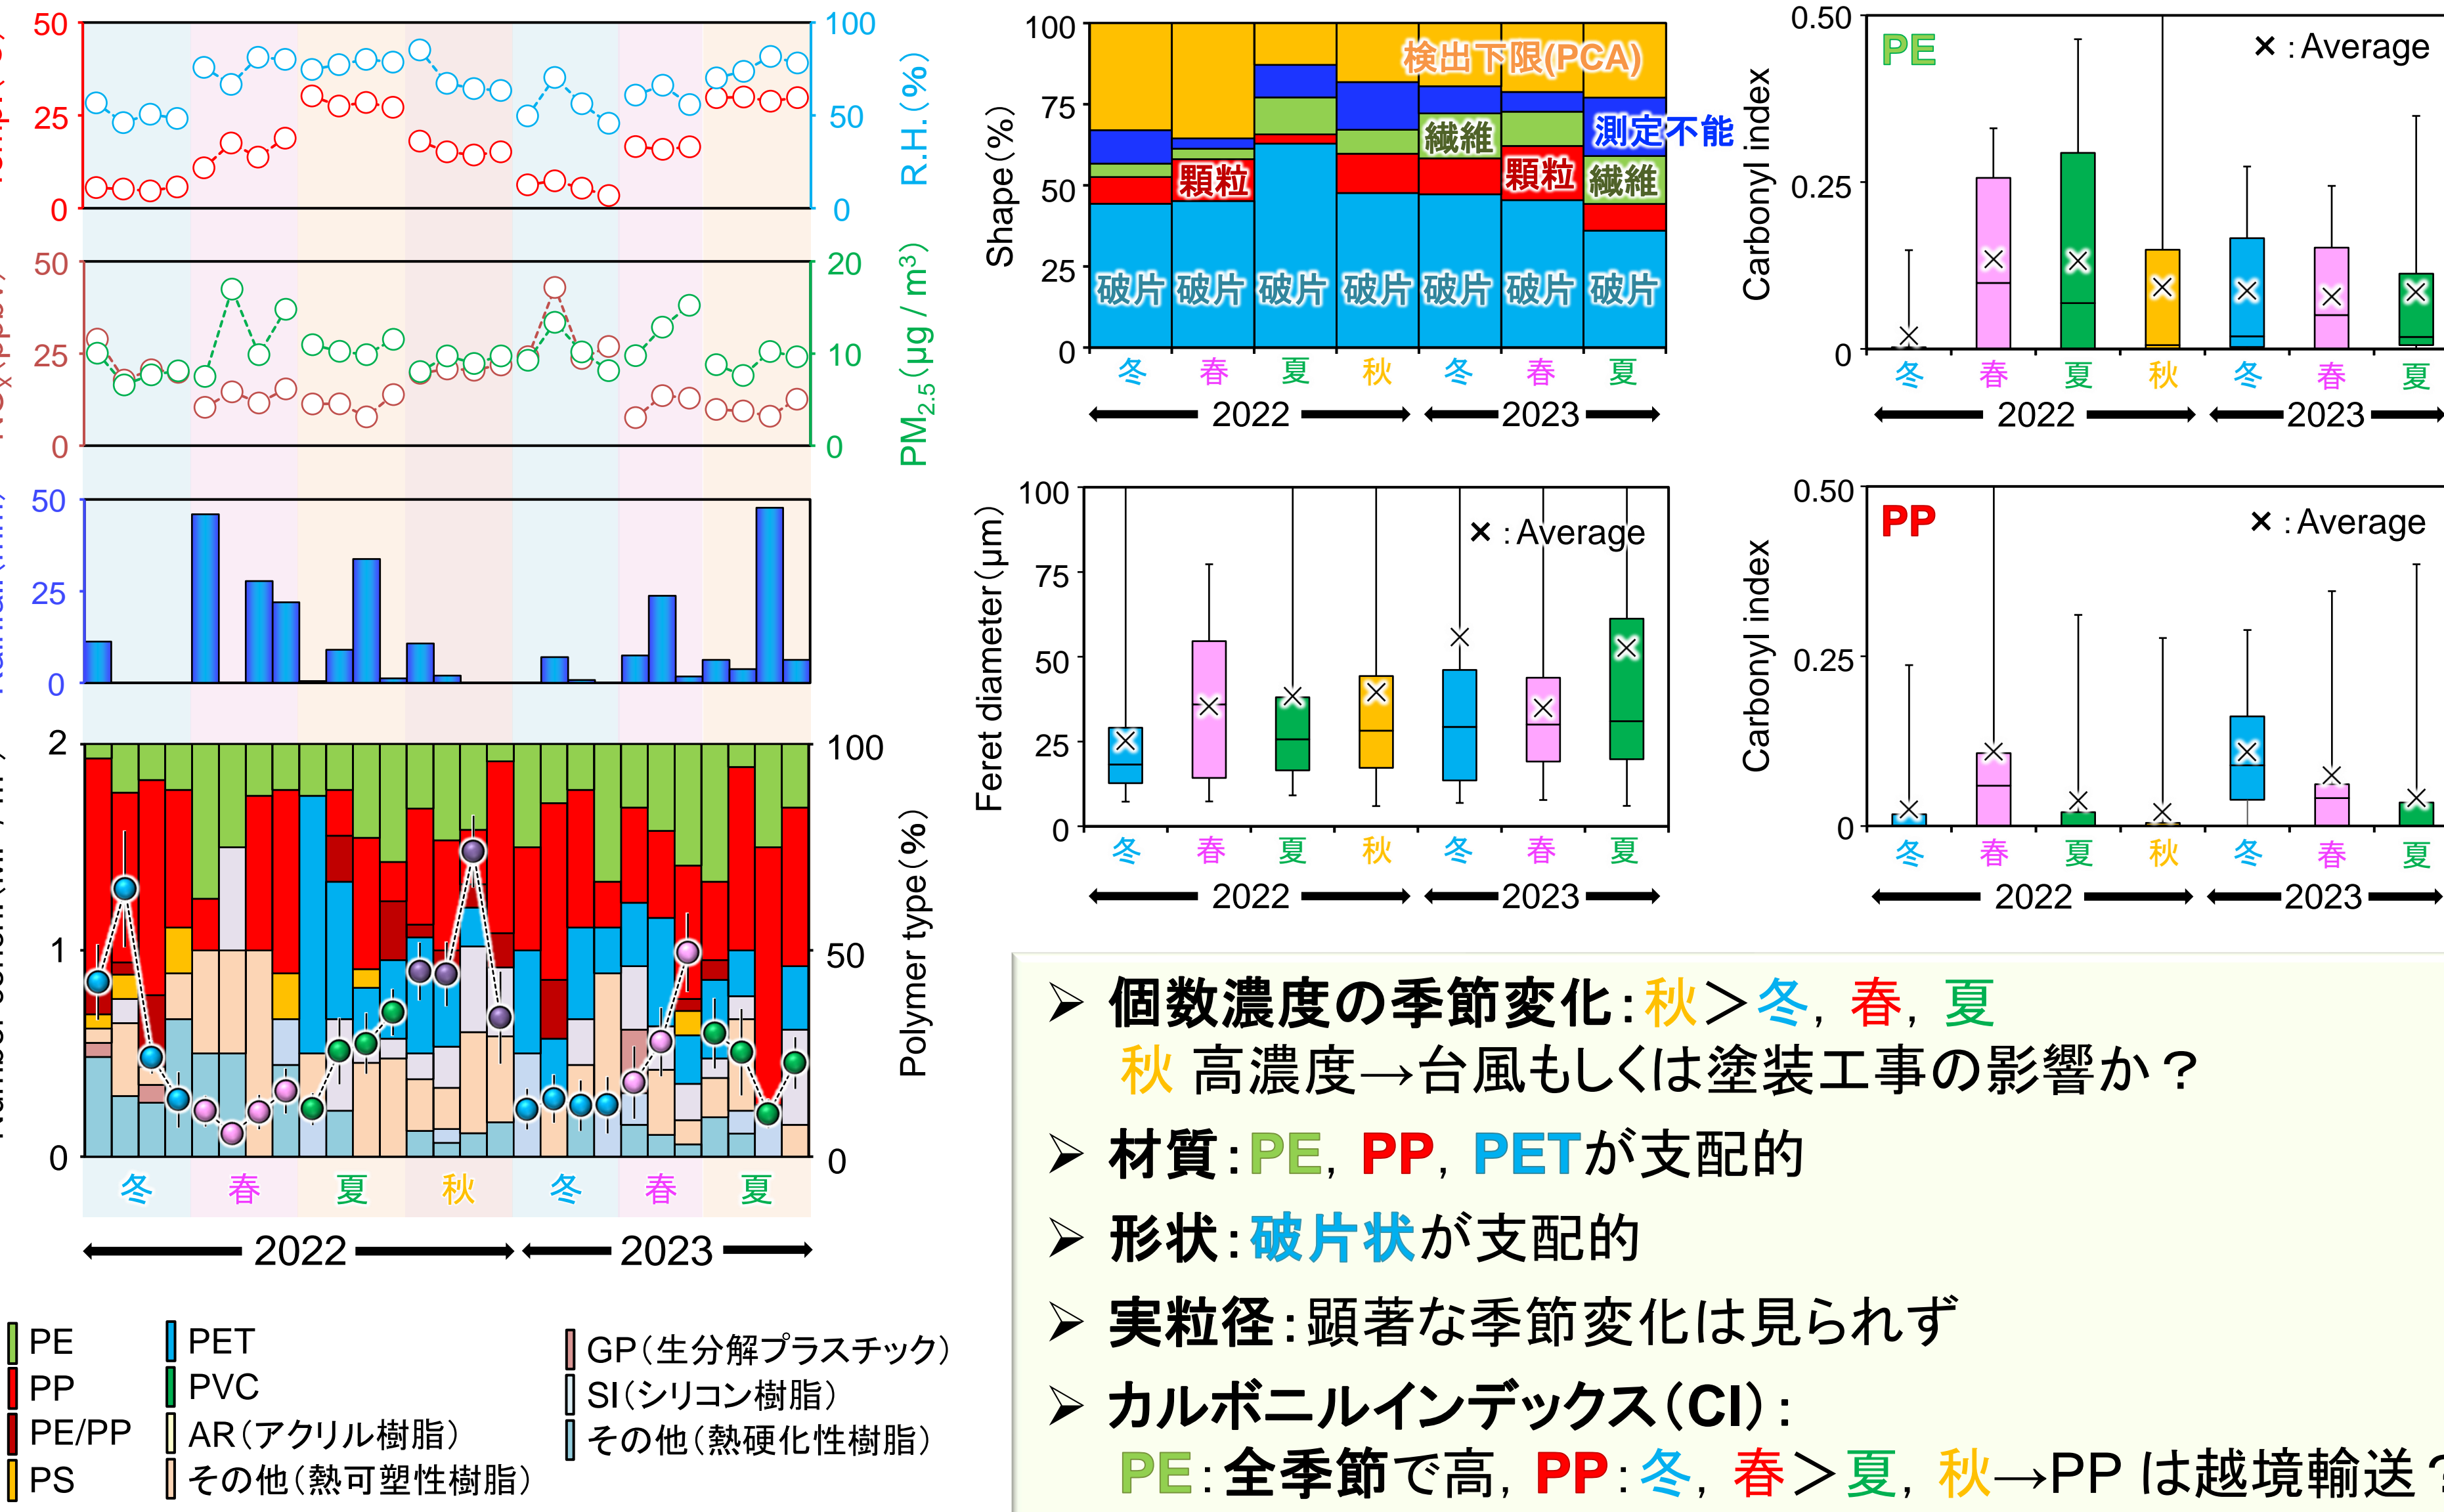 50
25
0
100
50
0
R.H.(%)
50
25
0
20
10
0
PM2.5(μg / m³)
50
25
0
2
1
0
100
50
0
Polymer type(%)
冬 春 夏 秋 冬 春 夏
2022 2023
PE
PP
PE/PP
PS
PET
PVC
AR(アクリル樹脂)
その他(熱可塑性樹脂)
GP(生分解プラスチック)
SI(シリコン樹脂)
その他(熱硬化性樹脂)
Shape(%)
100
75
50
25
0
検出下限(PCA)
測定不能
繊維
顆粒 顆粒 繊維
破片 破片 破片 破片 破片 破片 破片
冬 春 夏 秋 冬 春 夏
2022 2023
Carbonyl index
0.50
0.25
0
PE
×:Average
冬 春 夏 秋 冬 春 夏
2022 2023
Feret diameter(μm)
100
75
50
25
0
×:Average
冬 春 夏 秋 冬 春 夏
2022 2023
Carbonyl index
0.50
0.25
0
PP
×:Average
冬 春 夏 秋 冬 春 夏
2022 2023
➢ 個数濃度の季節変化:秋>冬, 春, 夏
秋 高濃度→台風もしくは塗装工事の影響か?
➢ 材質:PE, PP, PETが支配的
➢ 形状:破片状が支配的
➢ 実粒径:顕著な季節変化は見られず
➢ カルボニルインデックス(CI):
PE:全季節で高, PP:冬, 春>夏, 秋→PP は越境輸送?